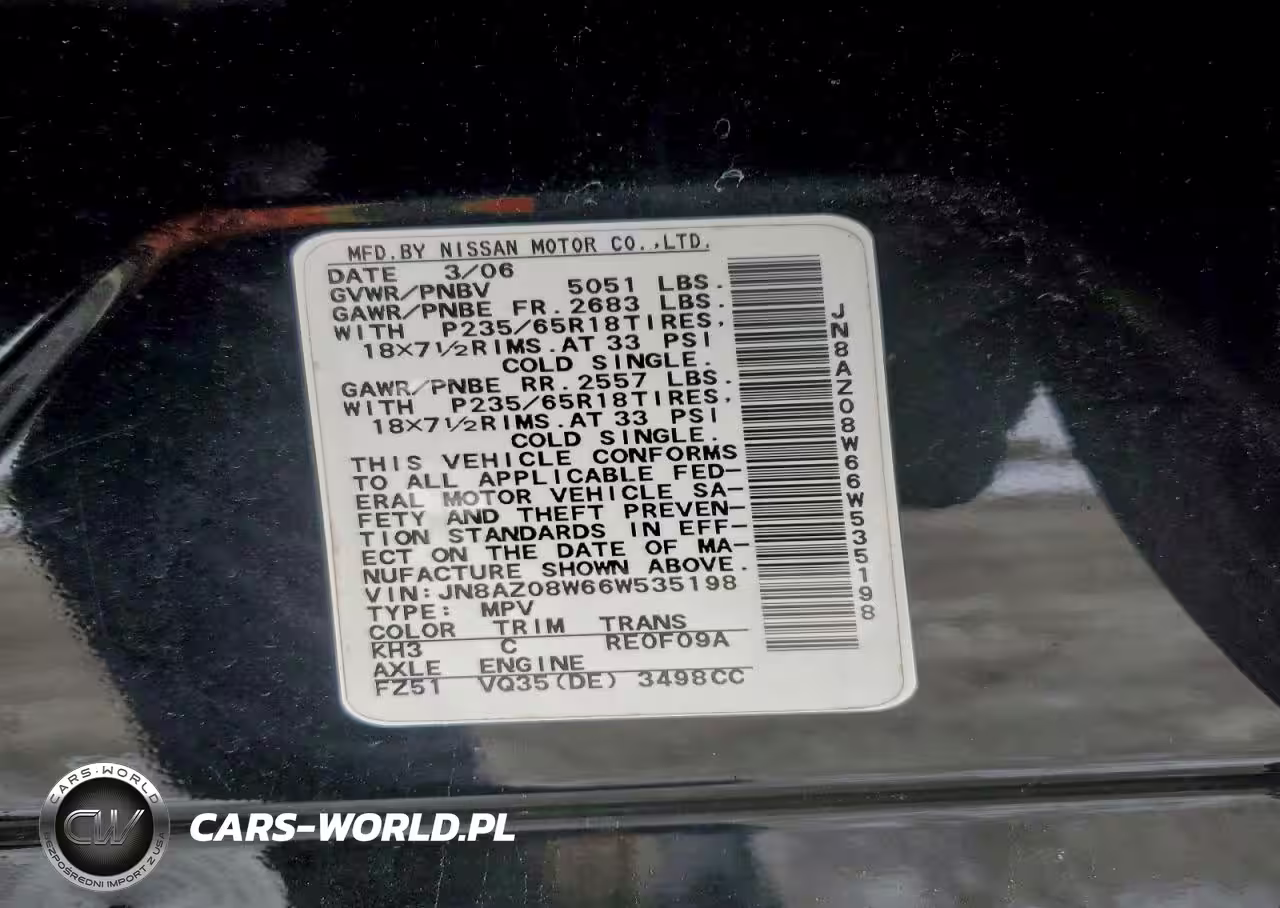 MFD.BY NISSAN MOTOR CO.,LTD.
DATE 3/06
GVWR/PNBV 5051 LBS.
GAWR/PNBE FR.2683 LBS.
WITH P235/65R18TIRES,
18×7½RIMS.AT 33 PSI
COLD SINGLE.
GAWR/PNBE RR.2557 LBS.
WITH P235/65R18TIRES,
18×7½RIMS.AT 33 PSI
COLD SINGLE.
THIS VEHICLE CONFORMS
TO ALL APPLICABLE FED-
ERAL MOTOR VEHICLE SA-
FETY AND THEFT PREVEN-
TION STANDARDS IN EFF-
ECT ON THE DATE OF MA-
NUFACTURE SHOWN ABOVE.
VIN:JN8AZ08W66W535198
TYPE: MPV
COLOR TRIM TRANS
KH3 C RE0F09A
AXLE ENGINE
FZ51 VQ35(DE) 3498CC
JN8AZ08W66W535198
CARS-WORLD
CW
BEZPOŚREDNI IMPORT Z USA
CARS-WORLD.PL